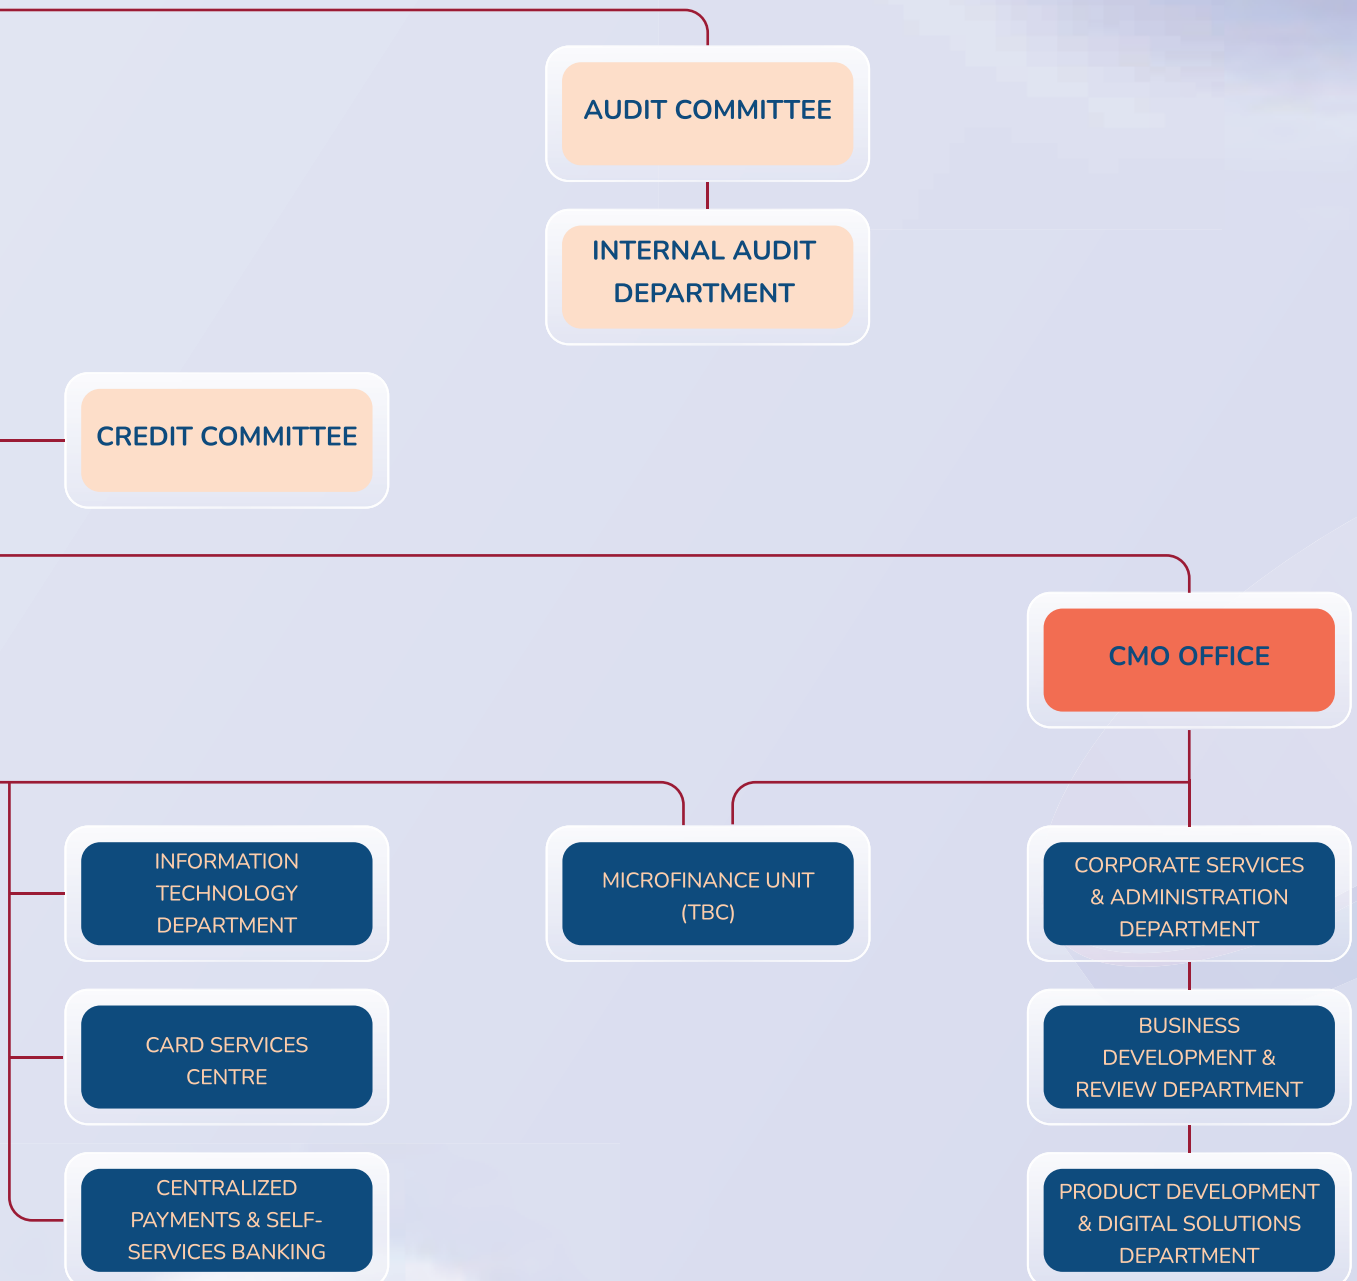 AUDIT COMMITTEE
INTERNAL AUDIT
DEPARTMENT
CREDIT COMMITTEE
CMO OFFICE
INFORMATION
TECHNOLOGY
DEPARTMENT
MICROFINANCE UNIT
(TBC)
CORPORATE SERVICES
& ADMINISTRATION
DEPARTMENT
CARD SERVICES
CENTRE
BUSINESS
DEVELOPMENT &
REVIEW DEPARTMENT
CENTRALIZED
PAYMENTS & SELF-
SERVICES BANKING
PRODUCT DEVELOPMENT
& DIGITAL SOLUTIONS
DEPARTMENT